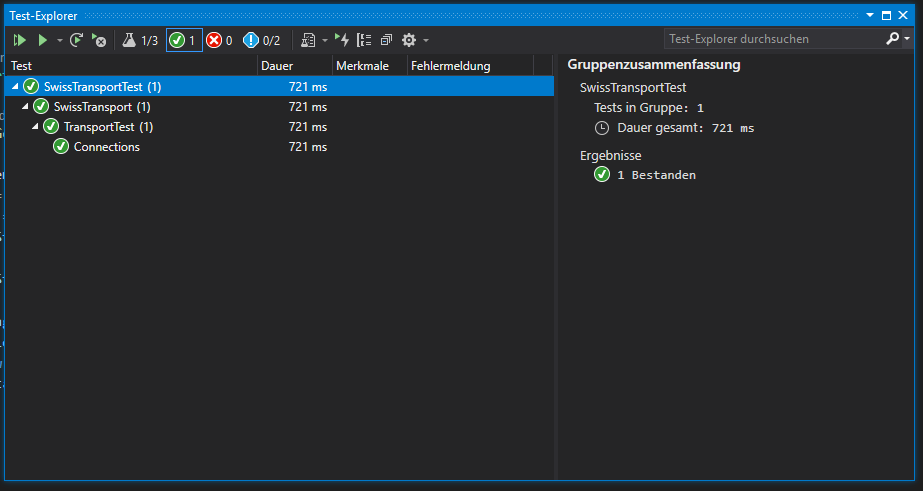 Test-Explorer
1/3 1 0 0/2 Test-Explorer durchsuchen
Test Dauer Merkmale Fehlermeldung
SwissTransportTest (1) 721 ms
SwissTransport (1) 721 ms
TransportTest (1) 721 ms
Connections 721 ms
Gruppenzusammenfassung
SwissTransportTest
Tests in Gruppe: 1
Dauer gesamt: 721 ms
Ergebnisse
1 Bestanden